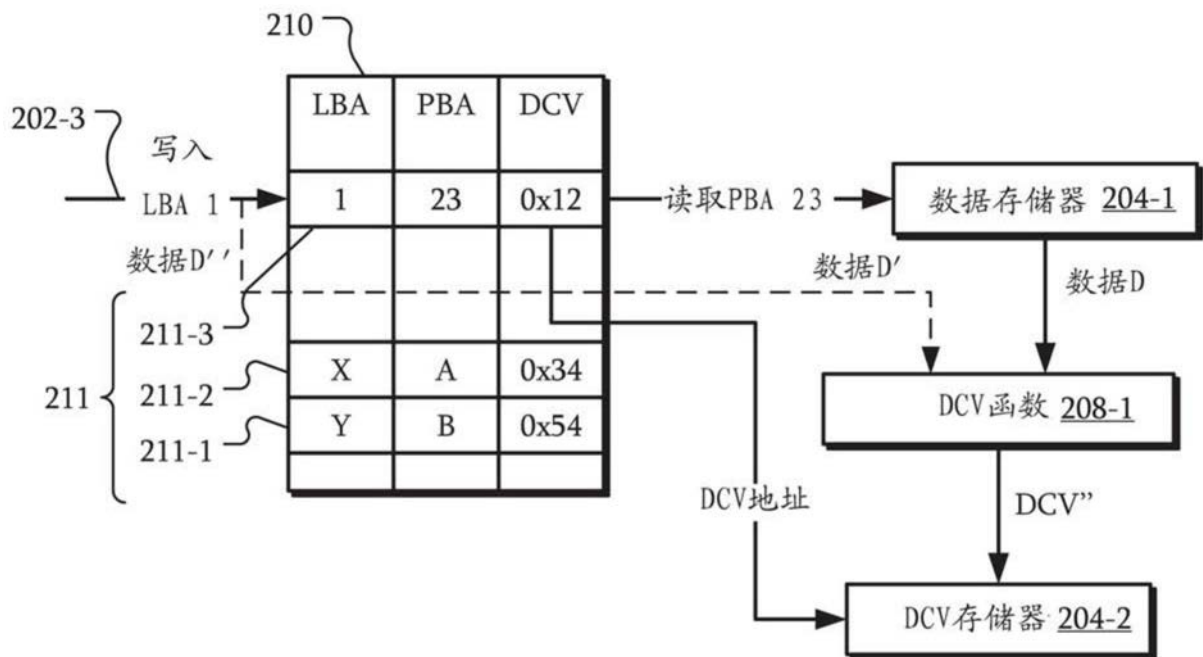 210
LBA PBA DCV
202-3
写入
LBA 1
1 23 0x12
读取PBA 23
数据存储器 204-1
数据D''
数据D'
数据D
211-3
211
211-2
X A 0x34
211-1
Y B 0x54
DCV函数 208-1
DCV地址
DCV”
DCV存储器 204-2